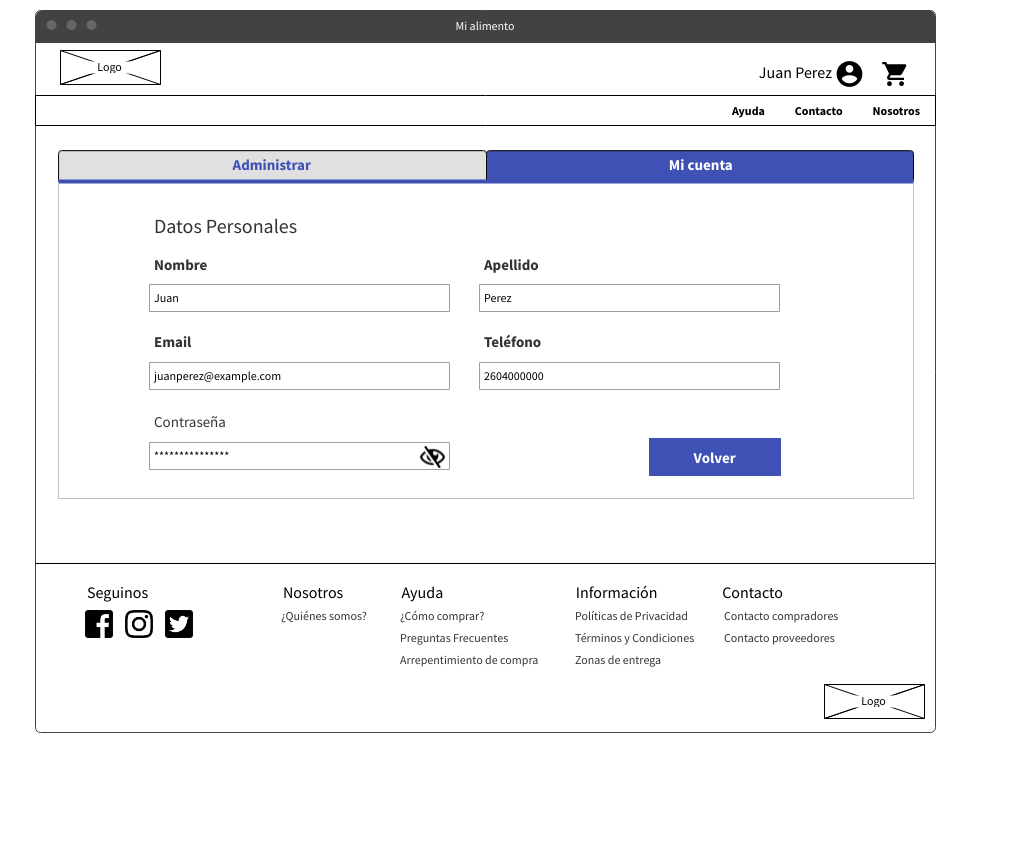 Mi alimento
Logo
Juan Perez
Ayuda Contacto Nosotros
Administrar Mi cuenta
Datos Personales
Nombre Apellido
Juan Perez
Email Teléfono
juanperez@example.com 2604000000
Contraseña
***************
Volver
Seguinos Nosotros Ayuda Información Contacto
¿Quiénes somos? ¿Cómo comprar? Políticas de Privacidad Contacto compradores
Preguntas Frecuentes Términos y Condiciones Contacto proveedores
Arrepentimiento de compra Zonas de entrega
Logo